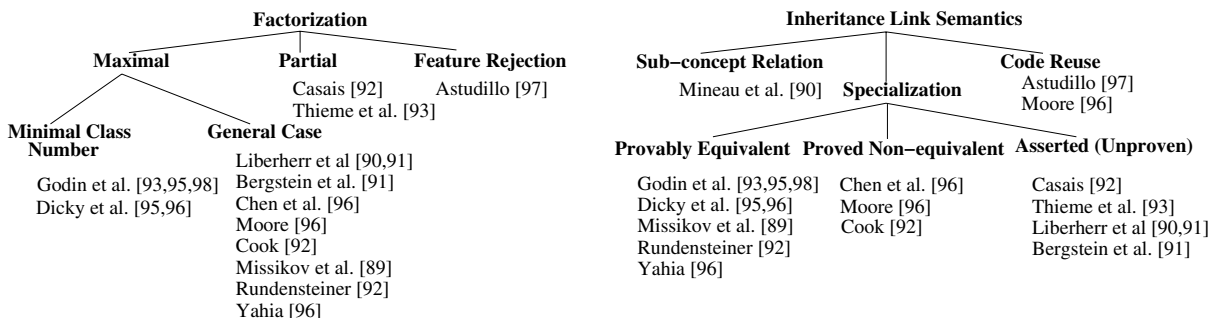 Factorization
Maximal
Partial
Feature Rejection
Casais [92]
Thieme et al. [93]
Astudillo [97]
Minimal Class
Number
General Case
Godin et al. [93,95,98]
Dicky et al. [95,96]
Liberherr et al [90,91]
Bergstein et al. [91]
Chen et al. [96]
Moore [96]
Cook [92]
Missikov et al. [89]
Rundensteiner [92]
Yahia [96]
Inheritance Link Semantics
Sub−concept Relation
Mineau et al. [90]
Specialization
Code Reuse
Astudillo [97]
Moore [96]
Provably Equivalent
Proved Non−equivalent
Asserted (Unproven)
Godin et al. [93,95,98]
Dicky et al. [95,96]
Missikov et al. [89]
Rundensteiner [92]
Yahia [96]
Chen et al. [96]
Moore [96]
Cook [92]
Casais [92]
Thieme et al. [93]
Liberherr et al [90,91]
Bergstein et al. [91]